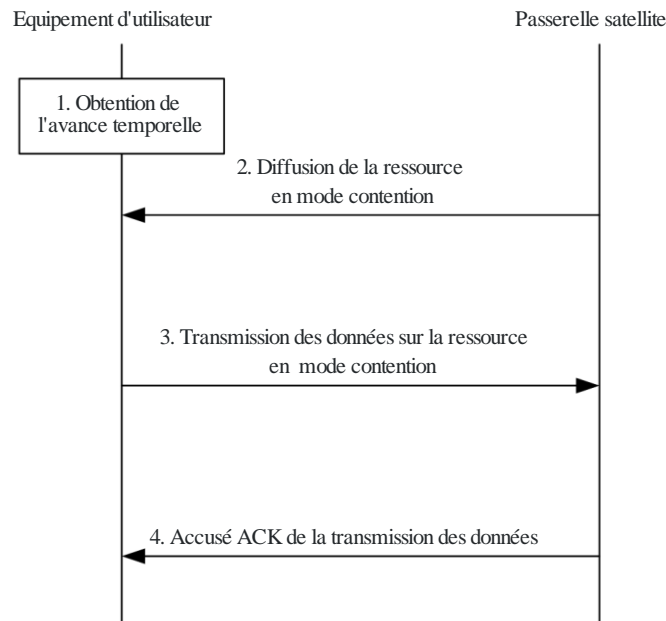 Equipement d'utilisateur
Passerelle satellite
1. Obtention de
l'avance temporelle
2. Diffusion de la ressource
en mode contention
3. Transmission des données sur la ressource
en mode contention
4. Accusé ACK de la transmission des données